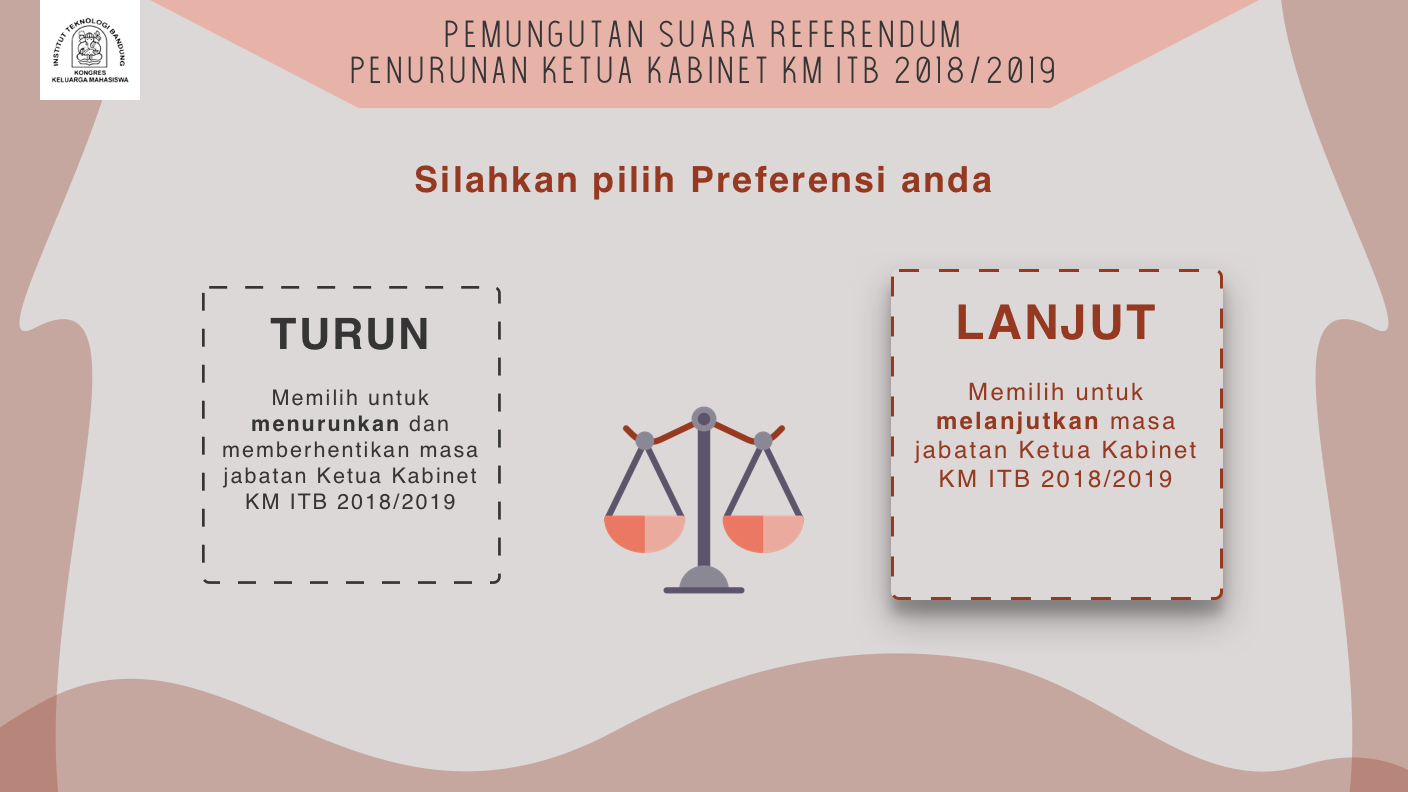 INSTITUT TEKNOLOGI BANDUNG
KONGRES
KELUARGA MAHASISWA
PEMUNGUTAN SUARA REFERENDUM
PENURUNAN KETUA KABINET KM ITB 2018/2019
Silahkan pilih Preferensi anda
TURUN
Memilih untuk
menurunkan dan
memberhentikan masa
jabatan Ketua Kabinet
KM ITB 2018/2019
LANJUT
Memilih untuk
melanjutkan masa
jabatan Ketua Kabinet
KM ITB 2018/2019